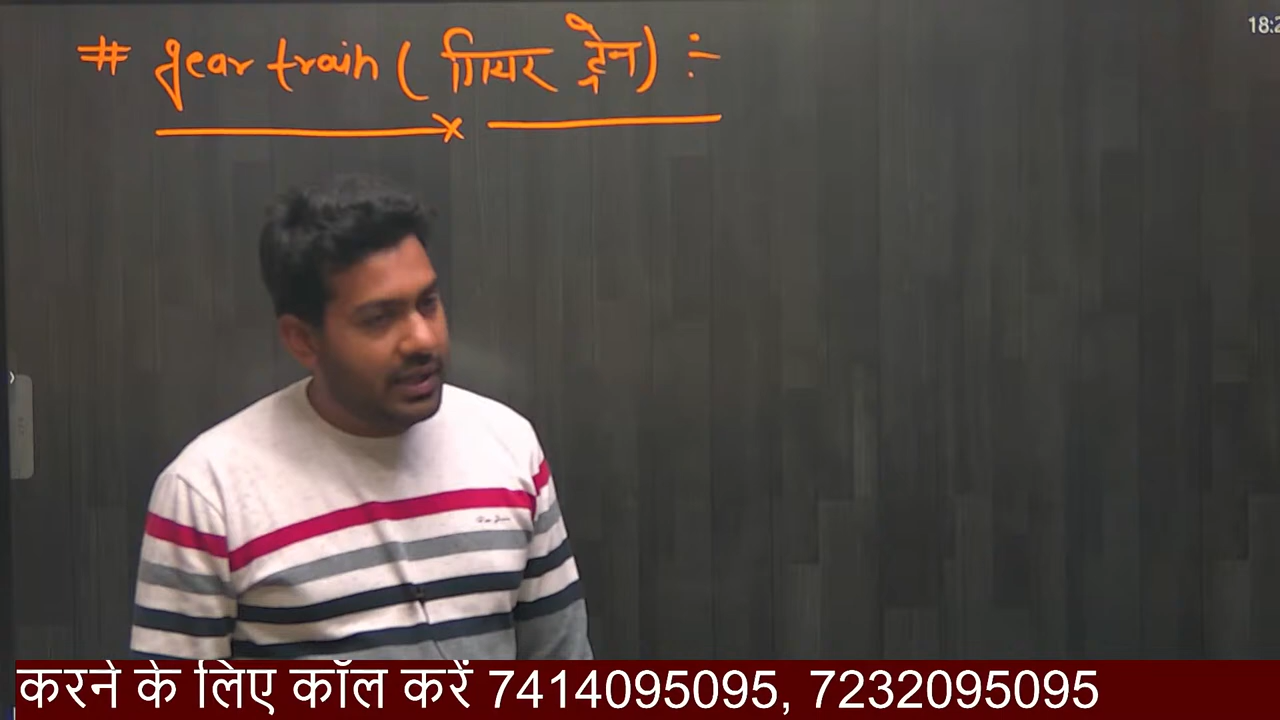 # gear train ( गियर ट्रेन) :-
18:2
करने के लिए कॉल करें 7414095095, 7232095095